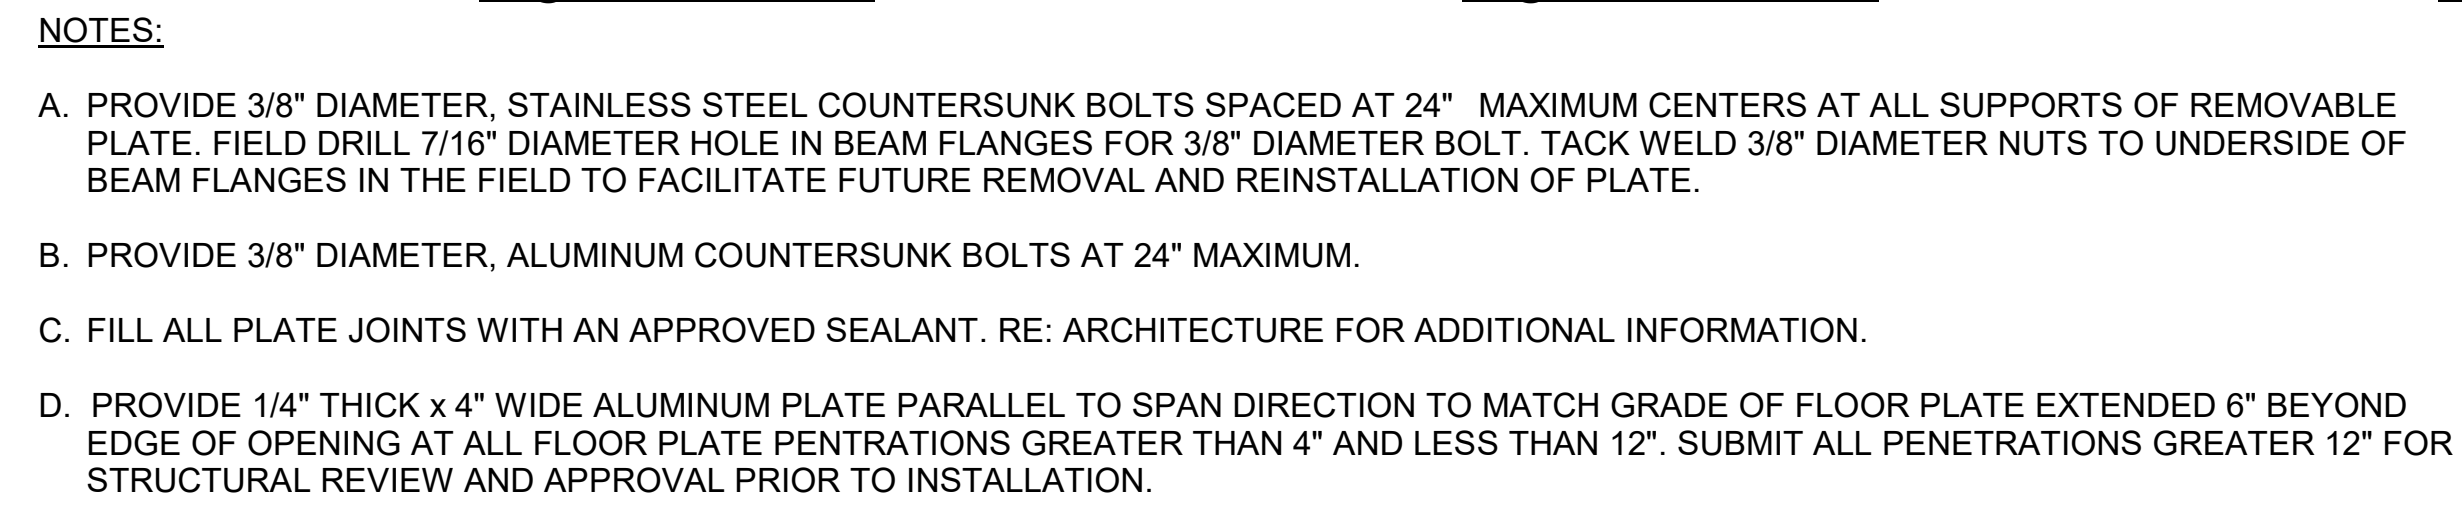 NOTES:
A. PROVIDE 3/8" DIAMETER, STAINLESS STEEL COUNTERSUNK BOLTS SPACED AT 24" MAXIMUM CENTERS AT ALL SUPPORTS OF REMOVABLE
PLATE. FIELD DRILL 7/16" DIAMETER HOLE IN BEAM FLANGES FOR 3/8" DIAMETER BOLT. TACK WELD 3/8" DIAMETER NUTS TO UNDERSIDE OF
BEAM FLANGES IN THE FIELD TO FACILITATE FUTURE REMOVAL AND REINSTALLATION OF PLATE.
B. PROVIDE 3/8" DIAMETER, ALUMINUM COUNTERSUNK BOLTS AT 24" MAXIMUM.
C. FILL ALL PLATE JOINTS WITH AN APPROVED SEALANT. RE: ARCHITECTURE FOR ADDITIONAL INFORMATION.
D. PROVIDE 1/4" THICK x 4" WIDE ALUMINUM PLATE PARALLEL TO SPAN DIRECTION TO MATCH GRADE OF FLOOR PLATE EXTENDED 6" BEYOND
EDGE OF OPENING AT ALL FLOOR PLATE PENTRATIONS GREATER THAN 4" AND LESS THAN 12". SUBMIT ALL PENETRATIONS GREATER 12" FOR
STRUCTURAL REVIEW AND APPROVAL PRIOR TO INSTALLATION.